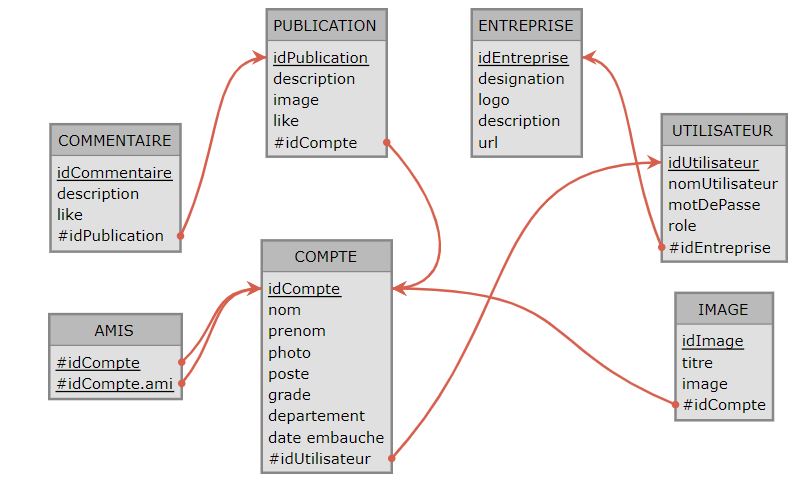 PUBLICATION
idPublication
description
image
like
#idCompte
ENTREPRISE
idEntreprise
designation
logo
description
url
COMMENTAIRE
idCommentaire
description
like
#idPublication
UTILISATEUR
idUtilisateur
nomUtilisateur
motDePasse
role
#idEntreprise
COMPTE
idCompte
nom
prenom
photo
poste
grade
departement
date embauche
#idUtilisateur
AMIS
#idCompte
#idCompte.ami
IMAGE
idImage
titre
image
#idCompte